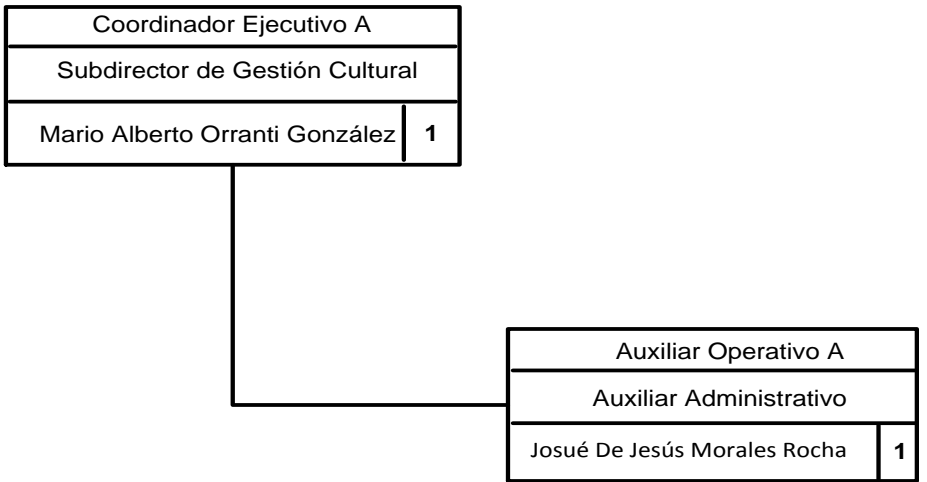 Coordinador Ejecutivo A
Subdirector de Gestión Cultural
Mario Alberto Orranti González 1
Auxiliar Operativo A
Auxiliar Administrativo
Josué De Jesús Morales Rocha 1